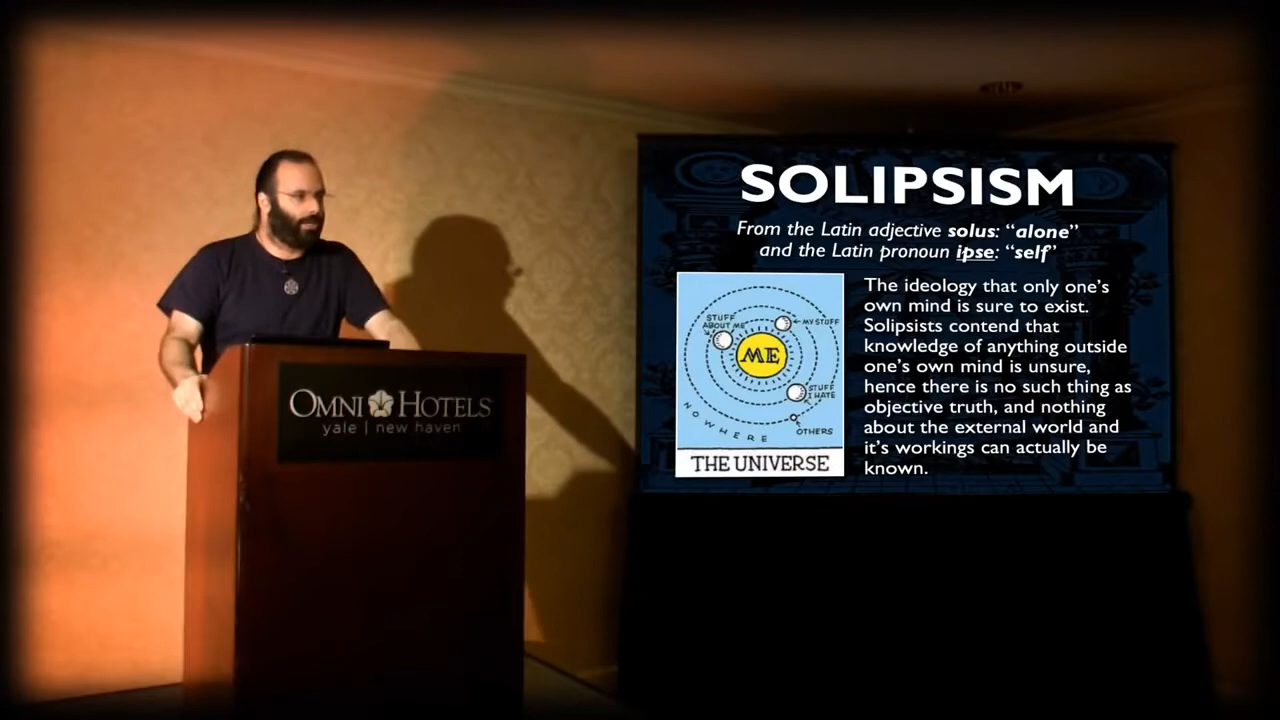 OMNI HOTELS
yale | new haven
SOLIPSISM
From the Latin adjective solus: “alone”
and the Latin pronoun ipse: “self’
STUFF
ABOUT ME
MY STUFF
ME
STUFF
I HATE
OTHERS
NOWHERE
THE UNIVERSE
The ideology that only one’s
own mind is sure to exist.
Solipsists contend that
knowledge of anything outside
one’s own mind is unsure,
hence there is no such thing as
objective truth, and nothing
about the external world and
it’s workings can actually be
known.